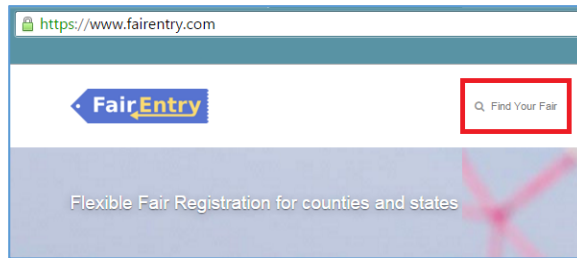 https://www.fairentry.com
FairEntry
Find Your Fair
Flexible Fair Registration for counties and states